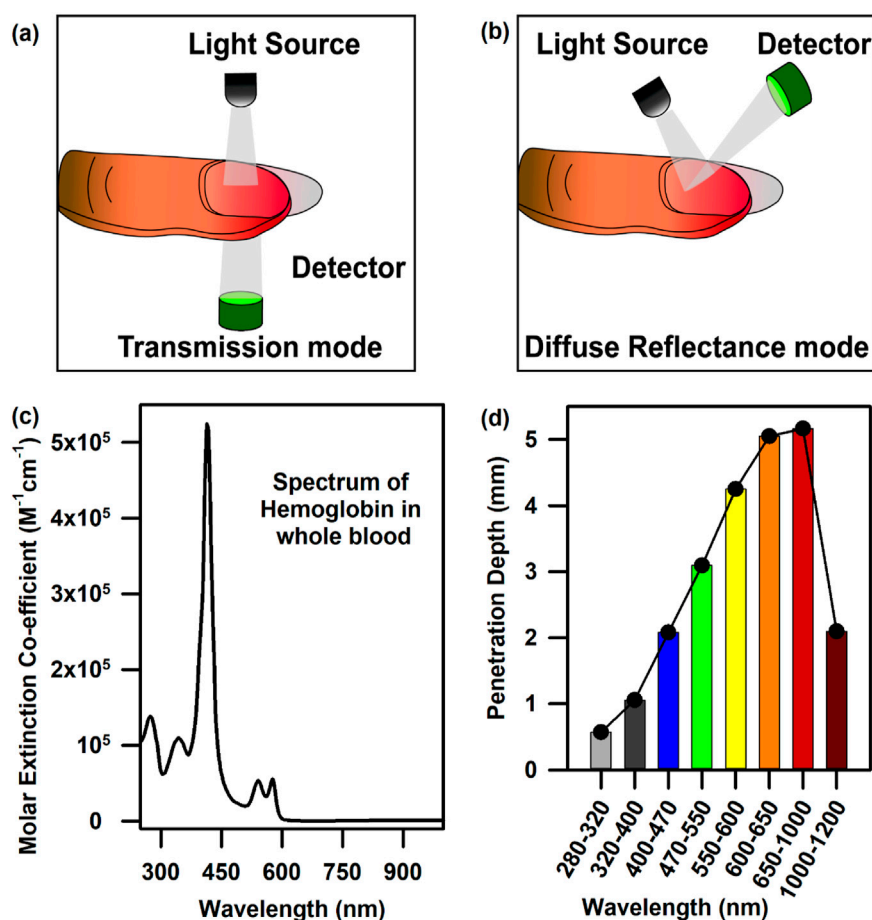 (a)
Light Source
Detector
Transmission mode
(b)
Light Source
Detector
Diffuse Reflectance mode
(c)
Molar Extinction Co-efficient (M⁻¹cm⁻¹)
5x10⁵
4x10⁵
3x10⁵
2x10⁵
10⁵
0
Spectrum of
Hemoglobin in
whole blood
300 450 600 750 900
Wavelength (nm)
(d)
Penetration Depth (mm)
5
4
3
2
1
0
280-320
320-400
400-470
470-550
550-600
600-650
650-1000
1000-1200
Wavelength (nm)